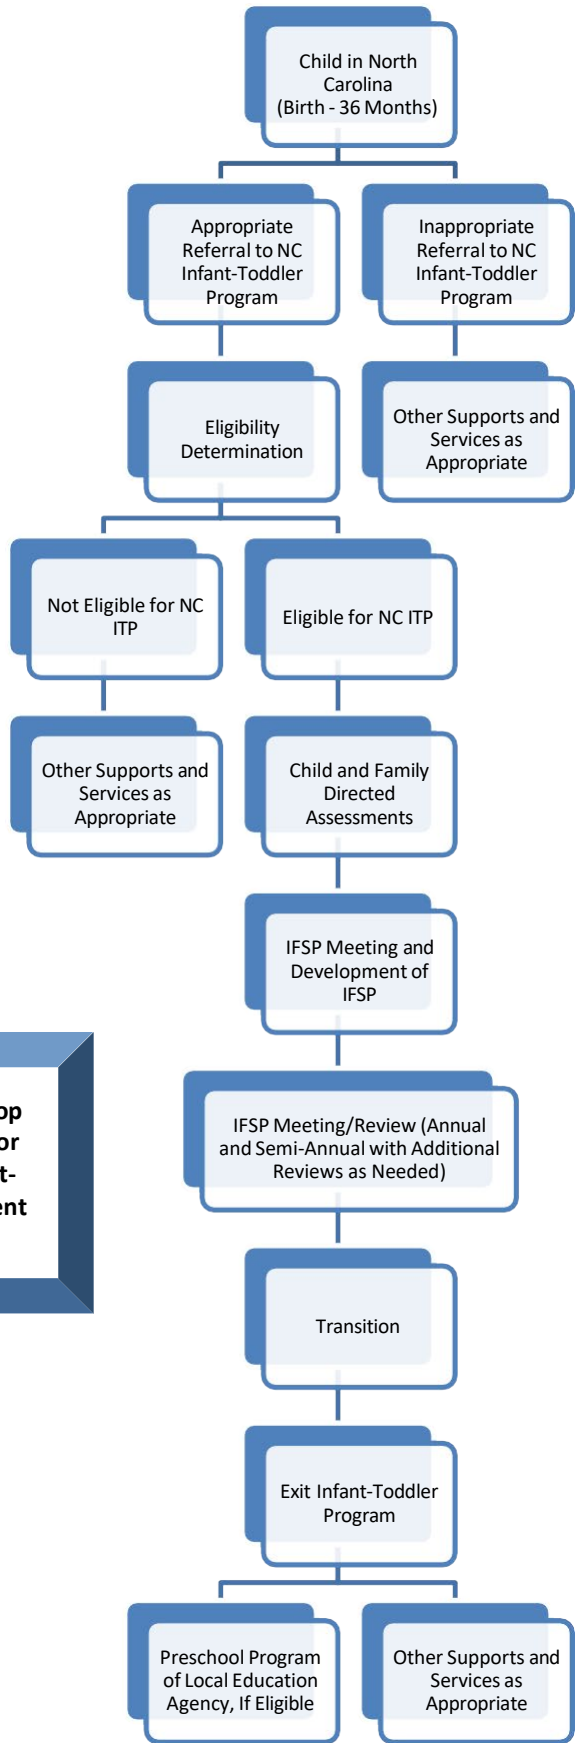 Child in North
Carolina
(Birth - 36 Months)
Appropriate
Referral to NC
Infant-Toddler
Program
Inappropriate
Referral to NC
Infant-Toddler
Program
Eligibility
Determination
Other Supports and
Services as
Appropriate
Not Eligible for NC
ITP
Eligible for NC ITP
Other Supports and
Services as
Appropriate
Child and Family
Directed
Assessments
IFSP Meeting and
Development of
IFSP
IFSP Meeting/Review (Annual
and Semi-Annual with Additional
Reviews as Needed)
Transition
Exit Infant-Toddler
Program
Preschool Program
of Local Education
Agency, If Eligible
Other Supports and
Services as
Appropriate